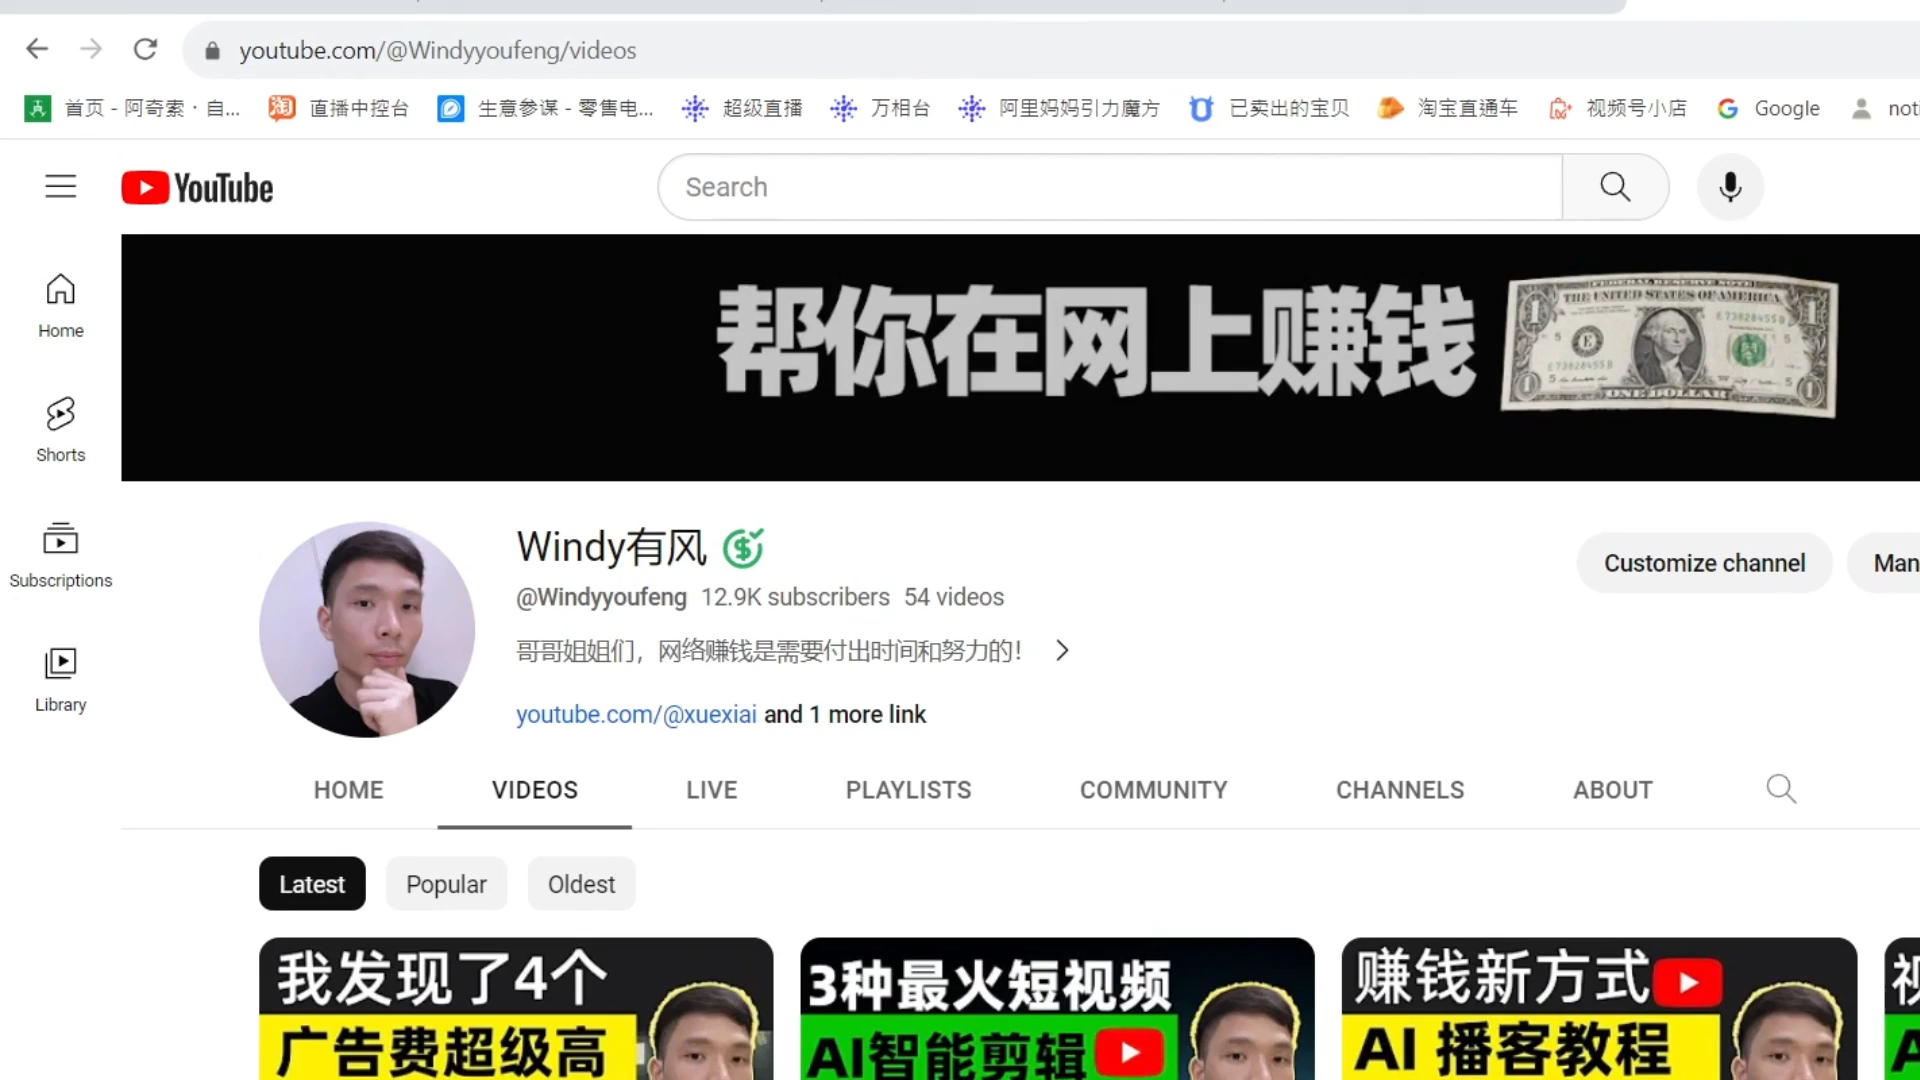 youtube.com/@Windyyoufeng/videos
首页 - 阿奇索 · 自...
直播中控台
生意参谋 - 零售电...
超级直播
万相台
阿里妈妈引力魔方
已卖出的宝贝
淘宝直通车
视频号小店
Google
noti
YouTube
Search
帮你在网上赚钱
FEDERAL RESERVE NOTE
THE UNITED STATES OF AMERICA
E 73828455 B
E 73828455 B
ONE DOLLAR
Home
Shorts
Subscriptions
Library
Windy有风
@Windyyoufeng 12.9K subscribers 54 videos
哥哥姐姐们，网络赚钱是需要付出时间和努力的！
youtube.com/@xuexiai and 1 more link
Customize channel
Man
HOME
VIDEOS
LIVE
PLAYLISTS
COMMUNITY
CHANNELS
ABOUT
Latest
Popular
Oldest
我发现了4个
广告费超级高
3种最火短视频
AI智能剪辑
赚钱新方式
AI 播客教程